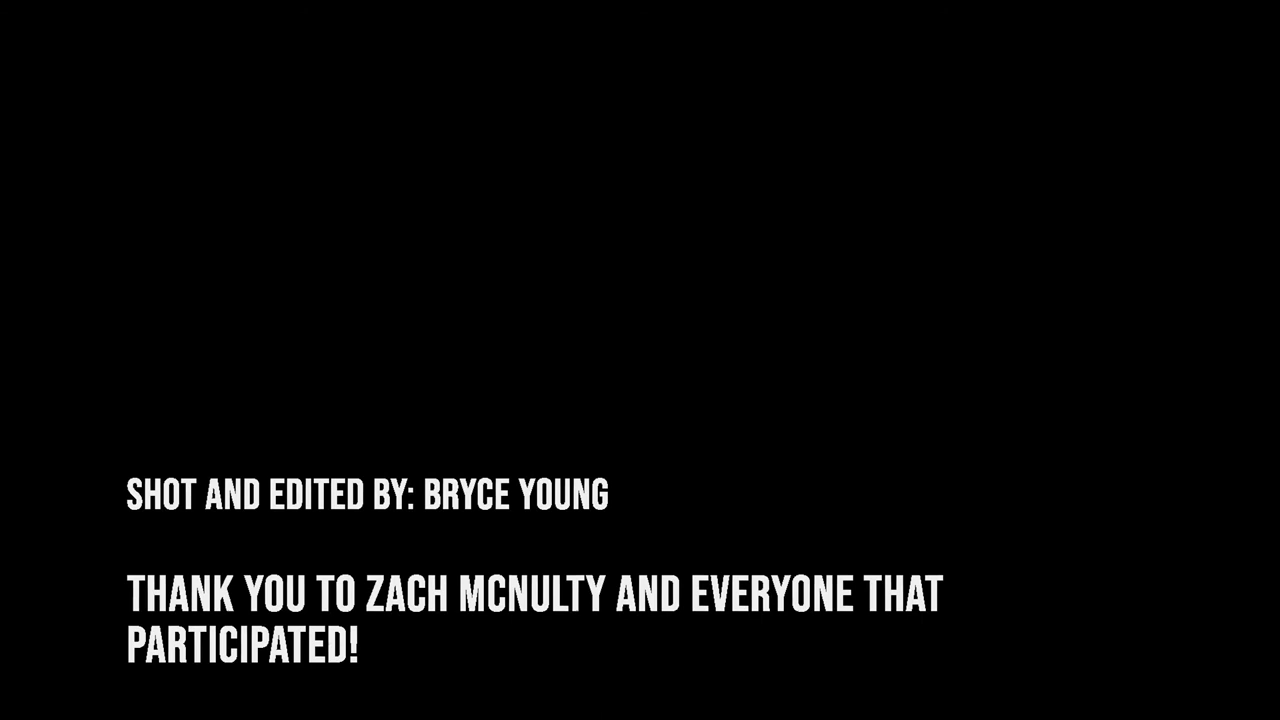 SHOT AND EDITED BY: BRYCE YOUNG
THANK YOU TO ZACH MCNULTY AND EVERYONE THAT
PARTICIPATED!